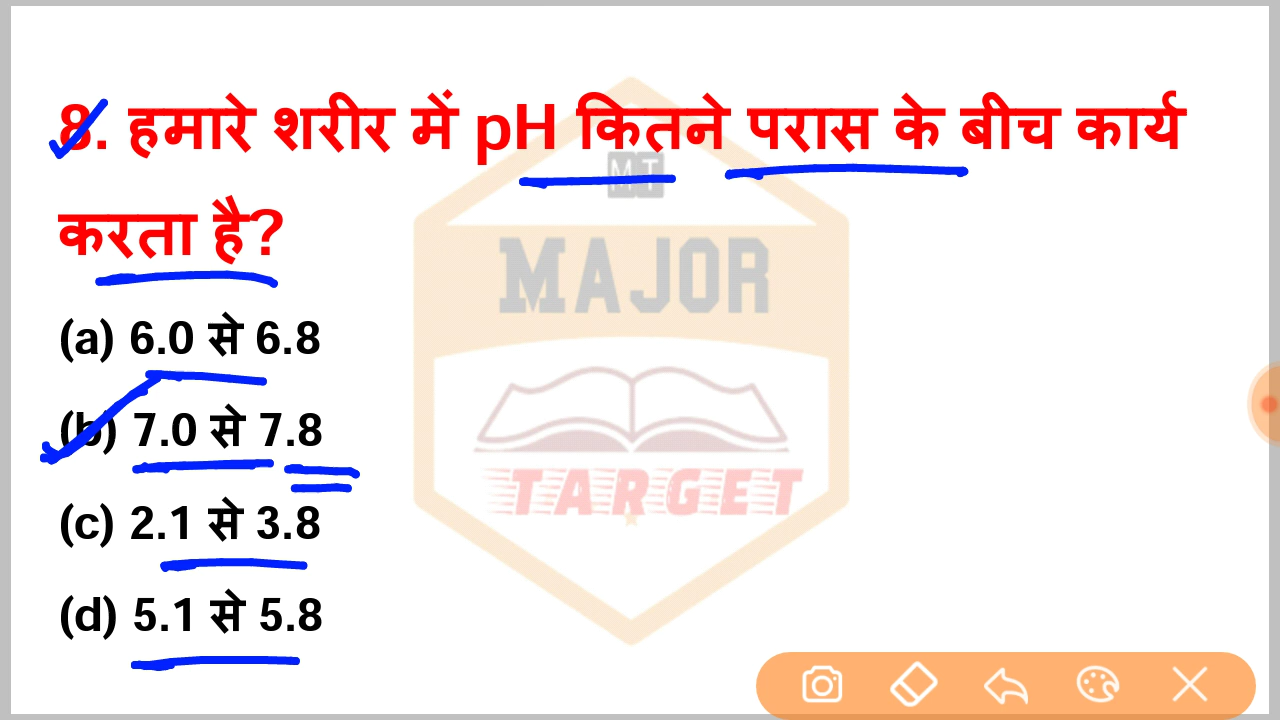 8. हमारे शरीर में pH कितने परास के बीच कार्य
करता है?
(a) 6.0 से 6.8
(b) 7.0 से 7.8
(c) 2.1 से 3.8
(d) 5.1 से 5.8
MT
MAJOR
TARGET